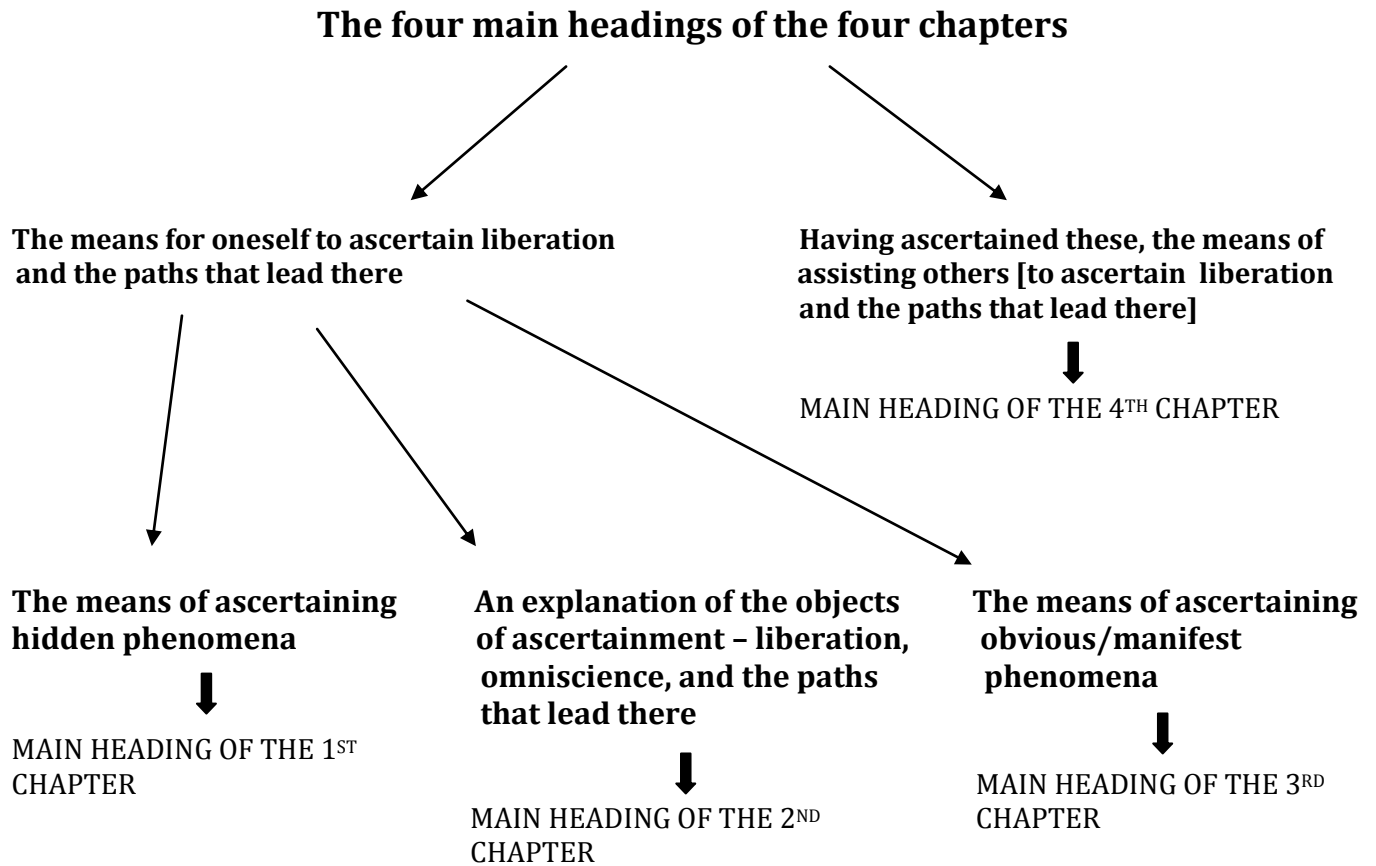 The four main headings of the four chapters
The means for oneself to ascertain liberation
and the paths that lead there
Having ascertained these, the means of
assisting others [to ascertain liberation
and the paths that lead there]
MAIN HEADING OF THE 4TH CHAPTER
The means of ascertaining
hidden phenomena
MAIN HEADING OF THE 1ST
CHAPTER
An explanation of the objects
of ascertainment – liberation,
omniscience, and the paths
that lead there
MAIN HEADING OF THE 2ND
CHAPTER
The means of ascertaining
obvious/manifest
phenomena
MAIN HEADING OF THE 3RD
CHAPTER